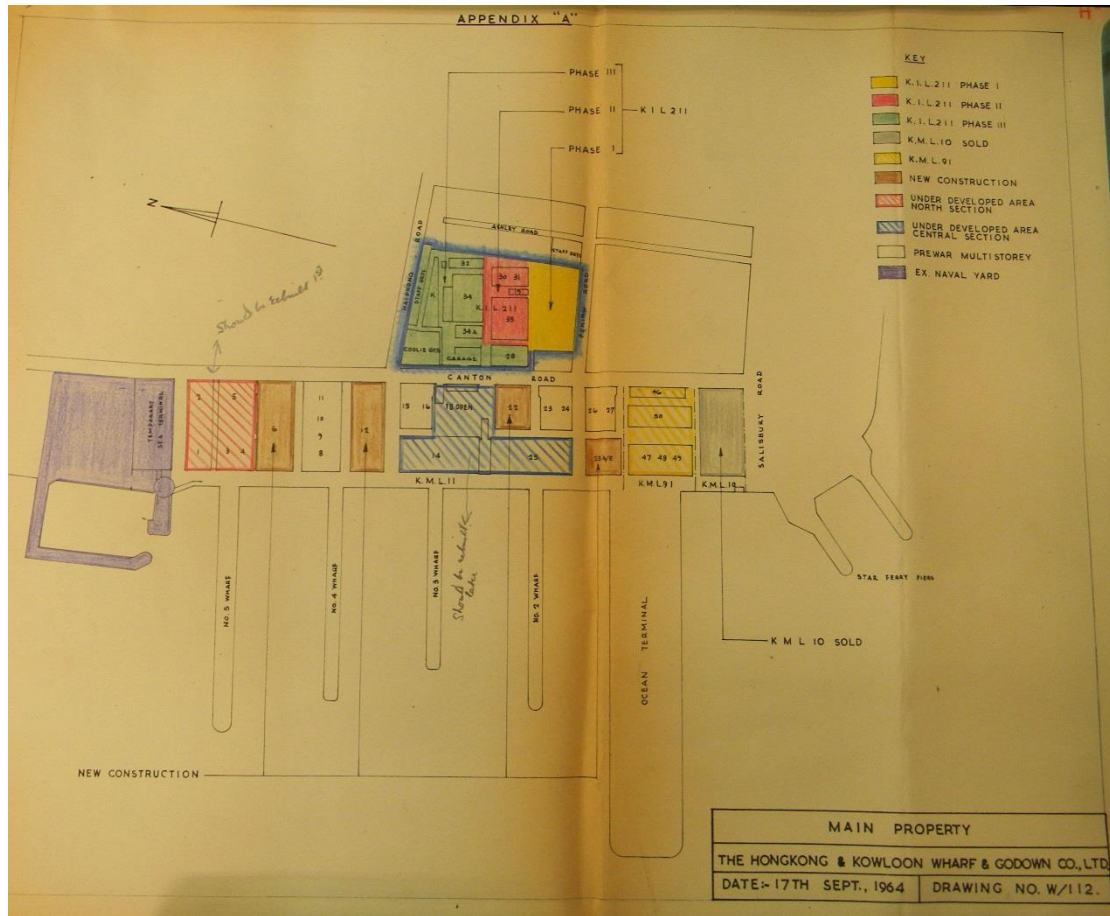 APPENDIX "A"
H
PHASE III
PHASE II
K I L 211
PHASE I
KEY
K.I.L.211 PHASE I
K.I.L.211 PHASE II
K.I.L.211 PHASE III
K.M.L.10 SOLD
K.M.L.91
NEW CONSTRUCTION
UNDER DEVELOPED AREA
NORTH SECTION
UNDER DEVELOPED AREA
CENTRAL SECTION
PREWAR MULTISTOREY
EX. NAVAL YARD
N
ASHLEY ROAD
HAIPHONG ROAD
STAFF QRS.
STAFF QRS.
PEKING ROAD
32
30 31
K
34
K.I.L.211
35
34A
COOLIE QRS.
GARAGE
28
Should be rebuilt 1st
CANTON ROAD
SALISBURY ROAD
TEMPORARY
SEA TERMINAL
2 5
1 3 4
6
11
10
9
8
12
15 16
TS OPEN
22
23 24
26 27
46
50
14
25
47 48 49
K.M.L.11
K.M.L.91
K.M.L.10
Should be rebuilt
later
NO. 5 WHARF
NO. 4 WHARF
NO. 3 WHARF
NO. 2 WHARF
OCEAN TERMINAL
STAR FERRY PIERS
K M L 10 SOLD
NEW CONSTRUCTION
MAIN PROPERTY
THE HONGKONG & KOWLOON WHARF & GODOWN CO., LTD.
DATE:- 17TH SEPT., 1964
DRAWING NO. W/112.